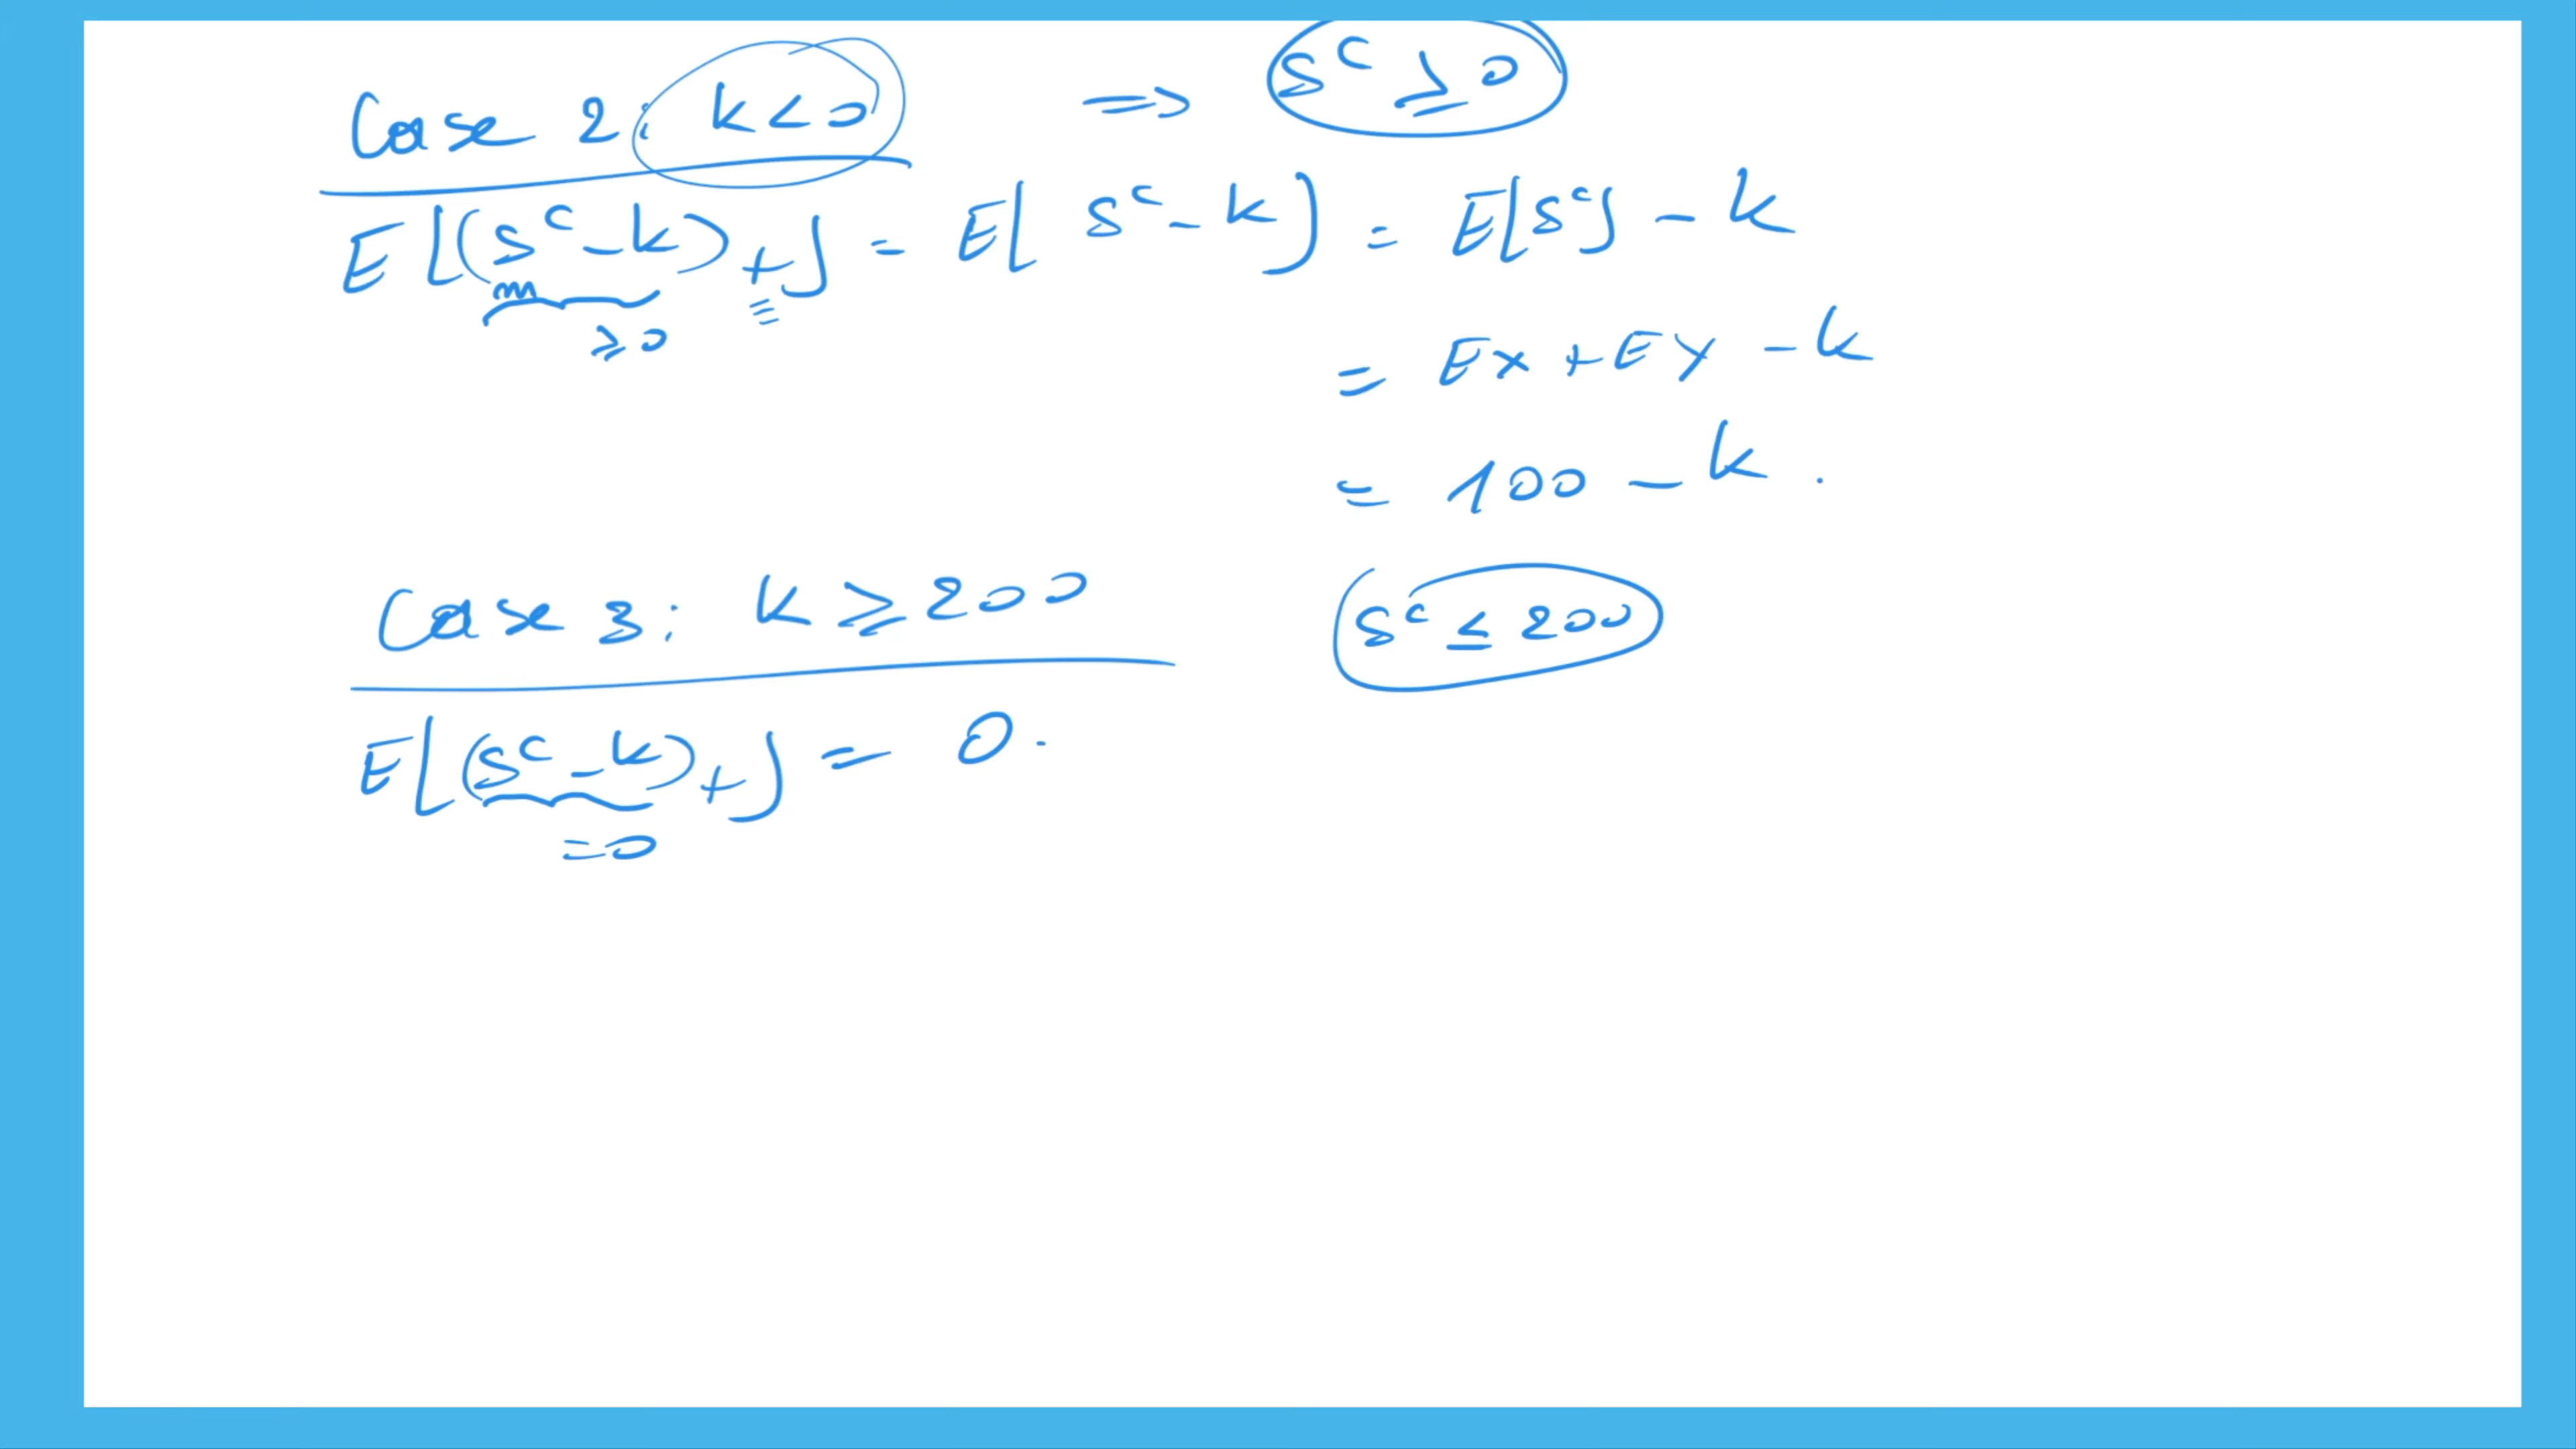 Case 2: k < 0 ⟹ S^c ≥ 0
E[(S^c - k)_+] = E[S^c - k] = E[S^c] - k
≥ 0
= EX + EY - k
= 100 - k.
Case 3: k ≥ 200 S^c ≤ 200
E[(S^c - k)_+] = 0.
= 0